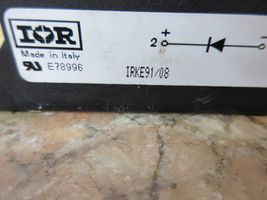 IOR
Made in Italy
E78996
IRKE91/08
2 + -